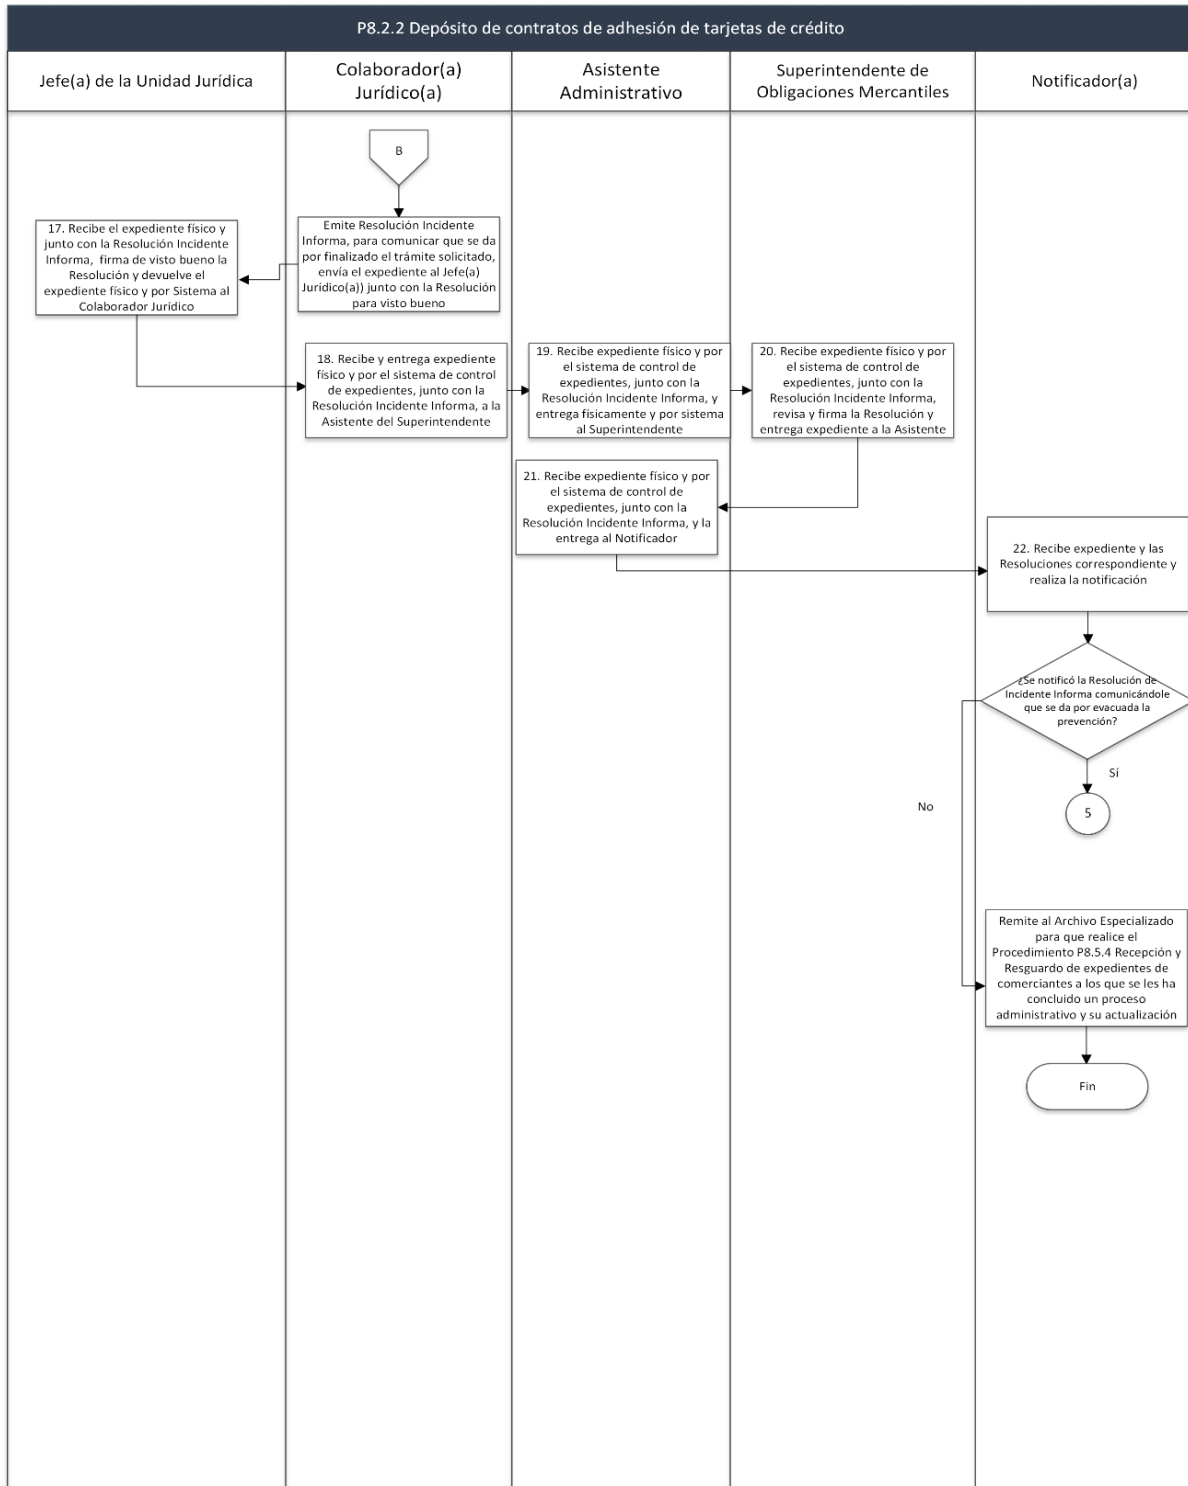 P8.2.2 Depósito de contratos de adhesión de tarjetas de crédito
Jefe(a) de la Unidad Jurídica
Colaborador(a)
Jurídico(a)
Asistente
Administrativo
Superintendente de
Obligaciones Mercantiles
Notificador(a)
B
Emite Resolución Incidente
Informa, para comunicar que se da
por finalizado el trámite solicitado,
envía el expediente al Jefe(a)
Jurídico(a)) junto con la Resolución
para visto bueno
17. Recibe el expediente físico y
junto con la Resolución Incidente
Informa, firma de visto bueno la
Resolución y devuelve el
expediente físico y por Sistema al
Colaborador Jurídico
18. Recibe y entrega expediente
físico y por el sistema de control
de expedientes, junto con la
Resolución Incidente Informa, a la
Asistente del Superintendente
19. Recibe expediente físico y por
el sistema de control de
expedientes, junto con la
Resolución Incidente Informa, y
entrega físicamente y por sistema
al Superintendente
20. Recibe expediente físico y por
el sistema de control de
expedientes, junto con la
Resolución Incidente Informa,
revisa y firma la Resolución y
entrega expediente a la Asistente
21. Recibe expediente físico y por
el sistema de control de
expedientes, junto con la
Resolución Incidente Informa, y la
entrega al Notificador
22. Recibe expediente y las
Resoluciones correspondiente y
realiza la notificación
¿Se notificó la Resolución de
Incidente Informa comunicándole
que se da por evacuada la
prevención?
Sí
No
5
Remite al Archivo Especializado
para que realice el
Procedimiento P8.5.4 Recepción y
Resguardo de expedientes de
comerciantes a los que se les ha
concluido un proceso
administrativo y su actualización
Fin